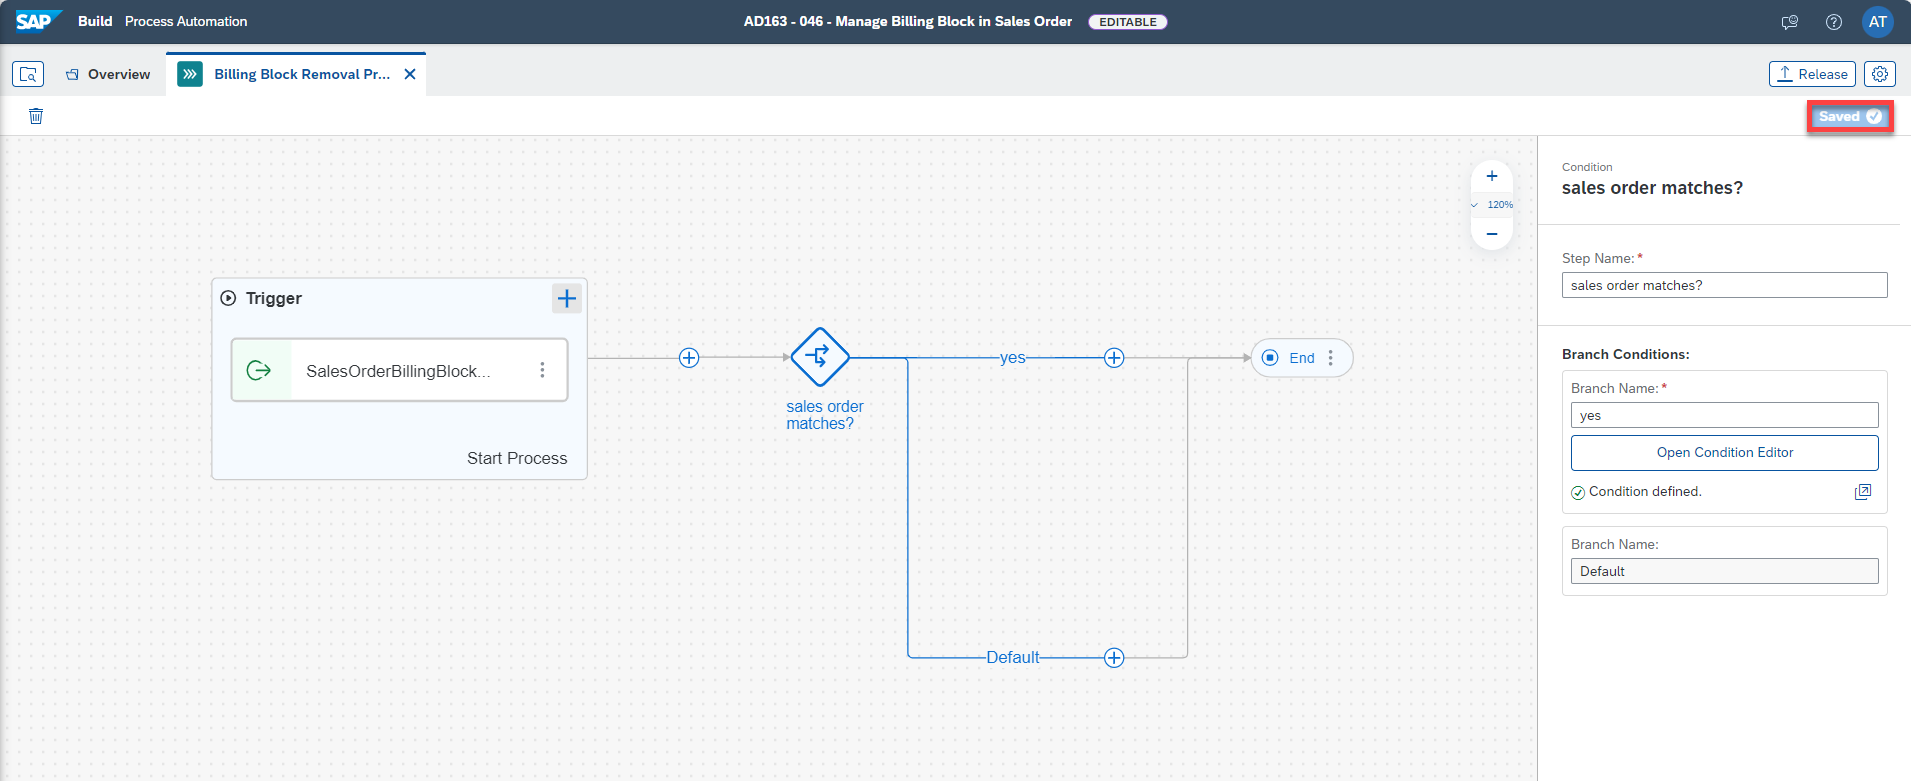 SAP Build Process Automation
AD163 - 046 - Manage Billing Block in Sales Order EDITABLE
AT
Overview
Billing Block Removal Pr...
Release
Saved
Condition
sales order matches?
120%
Step Name: *
sales order matches?
Trigger
SalesOrderBillingBlock...
Start Process
sales order
matches?
yes
End
Default
Branch Conditions:
Branch Name: *
yes
Open Condition Editor
Condition defined.
Branch Name:
Default